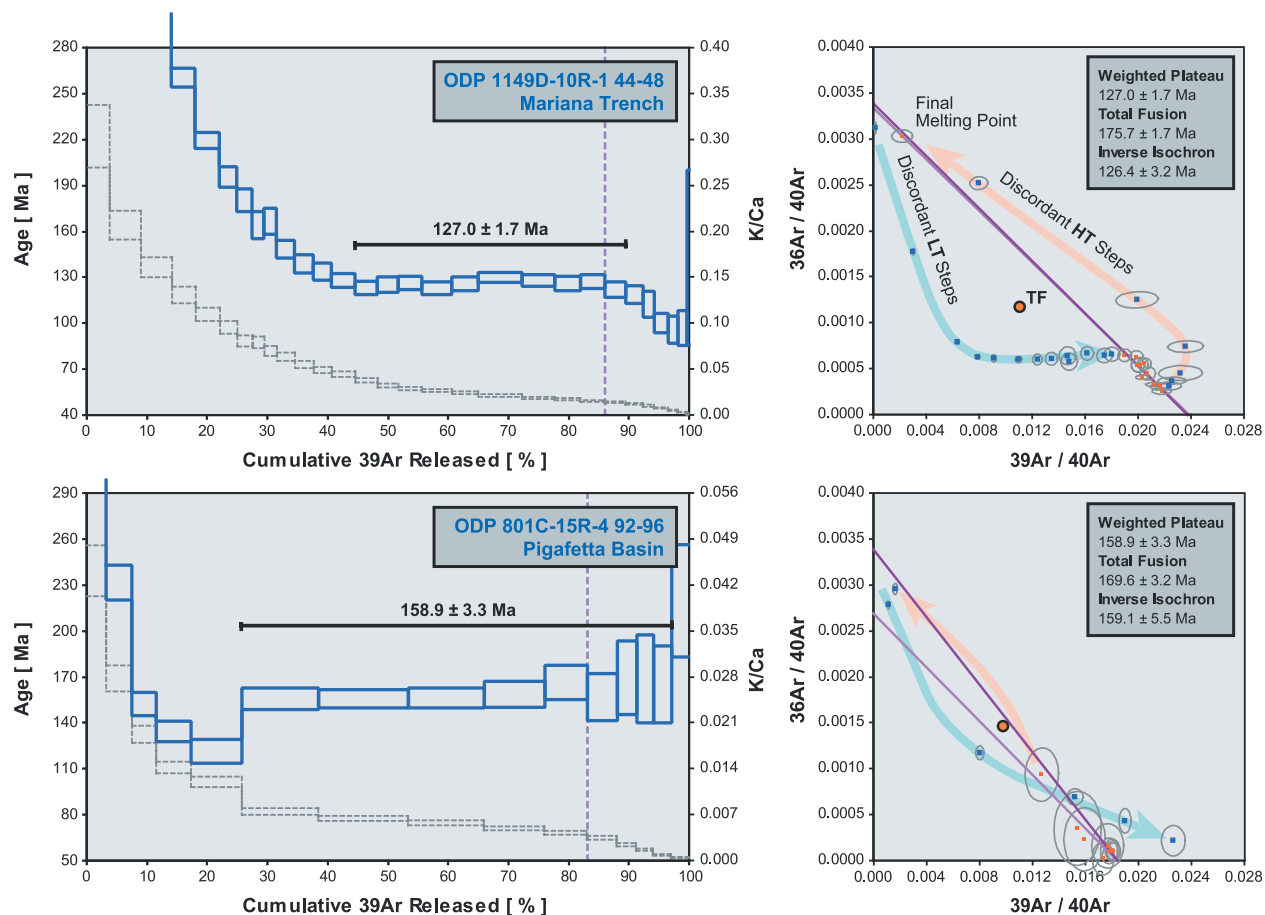 280
250
220
190
160
130
100
70
40
Age [ Ma ]
0.40
0.35
0.30
0.25
0.20
0.15
0.10
0.05
0.00
K/Ca
ODP 1149D-10R-1 44-48
Mariana Trench
127.0 ± 1.7 Ma
0 10 20 30 40 50 60 70 80 90 100
Cumulative 39Ar Released [ % ]
0.0040
0.0035
0.0030
0.0025
0.0020
0.0015
0.0010
0.0005
0.0000
36Ar / 40Ar
Final
Melting Point
Discordant LT Steps
Discordant HT Steps
TF
Weighted Plateau
127.0 ± 1.7 Ma
Total Fusion
175.7 ± 1.7 Ma
Inverse Isochron
126.4 ± 3.2 Ma
0.000 0.004 0.008 0.012 0.016 0.020 0.024 0.028
39Ar / 40Ar
290
260
230
200
170
140
110
80
50
Age [ Ma ]
0.056
0.049
0.042
0.035
0.028
0.021
0.014
0.007
0.000
K/Ca
ODP 801C-15R-4 92-96
Pigafetta Basin
158.9 ± 3.3 Ma
0 10 20 30 40 50 60 70 80 90 100
Cumulative 39Ar Released [ % ]
0.0040
0.0035
0.0030
0.0025
0.0020
0.0015
0.0010
0.0005
0.0000
36Ar / 40Ar
Weighted Plateau
158.9 ± 3.3 Ma
Total Fusion
169.6 ± 3.2 Ma
Inverse Isochron
159.1 ± 5.5 Ma
0.000 0.004 0.008 0.012 0.016 0.020 0.024 0.028
39Ar / 40Ar